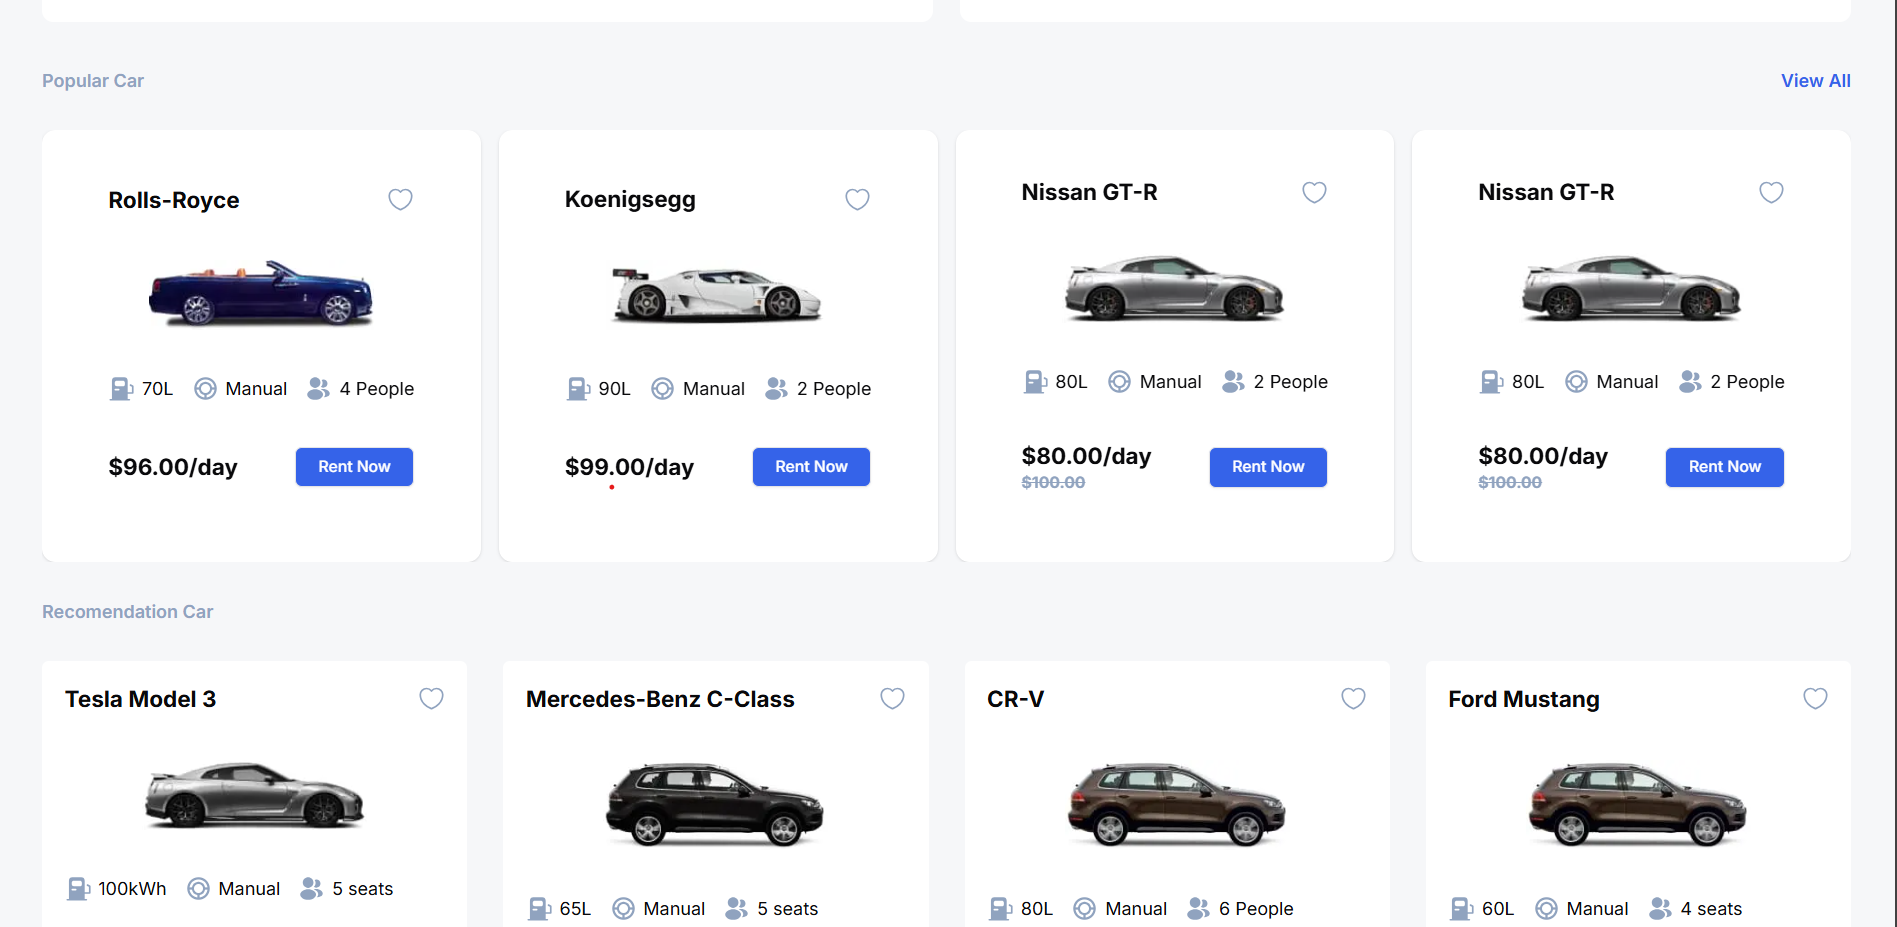 Popular Car
View All
Rolls-Royce
70L Manual 4 People
$96.00/day
Rent Now
Koenigsegg
90L Manual 2 People
$99.00/day
Rent Now
Nissan GT-R
80L Manual 2 People
$80.00/day
$100.00
Rent Now
Nissan GT-R
80L Manual 2 People
$80.00/day
$100.00
Rent Now
Recomendation Car
Tesla Model 3
100kWh Manual 5 seats
Mercedes-Benz C-Class
65L Manual 5 seats
CR-V
80L Manual 6 People
Ford Mustang
60L Manual 4 seats